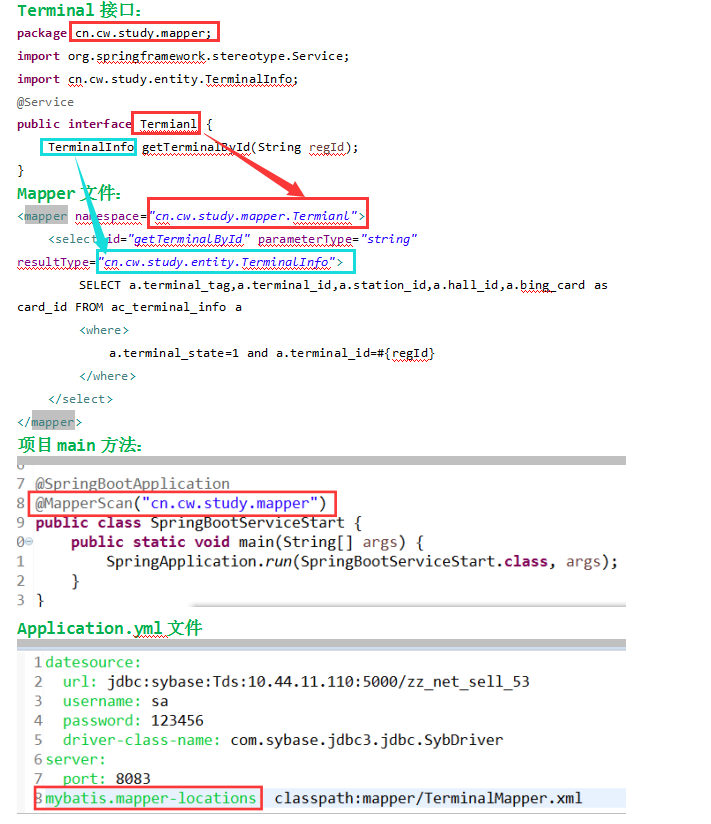 Terminal 接口：
package cn.cw.study.mapper;
import org.springframework.stereotype.Service;
import cn.cw.study.entity.TerminalInfo;
@Service
public interface Termianl {
TerminalInfo getTerminalById(String regId);
}
Mapper 文件：
<mapper namespace="cn.cw.study.mapper.Termianl">
<select id="getTerminalById" parameterType="string"
resultType="cn.cw.study.entity.TerminalInfo">
SELECT a.terminal_tag,a.terminal_id,a.station_id,a.hall_id,a.bing_card as
card_id FROM ac_terminal_info a
<where>
a.terminal_state=1 and a.terminal_id=#{regId}
</where>
</select>
</mapper>
项目 main 方法：
7 @SpringBootApplication
8 @MapperScan("cn.cw.study.mapper")
9 public class SpringBootServiceStart {
0 public static void main(String[] args) {
1 SpringApplication.run(SpringBootServiceStart.class, args);
2 }
3 }
Application.yml 文件
1 datesource:
2 url: jdbc:sybase:Tds:10.44.11.110:5000/zz_net_sell_53
3 username: sa
4 password: 123456
5 driver-class-name: com.sybase.jdbc3.jdbc.SybDriver
6 server:
7 port: 8083
8 mybatis.mapper-locations classpath:mapper/TerminalMapper.xml